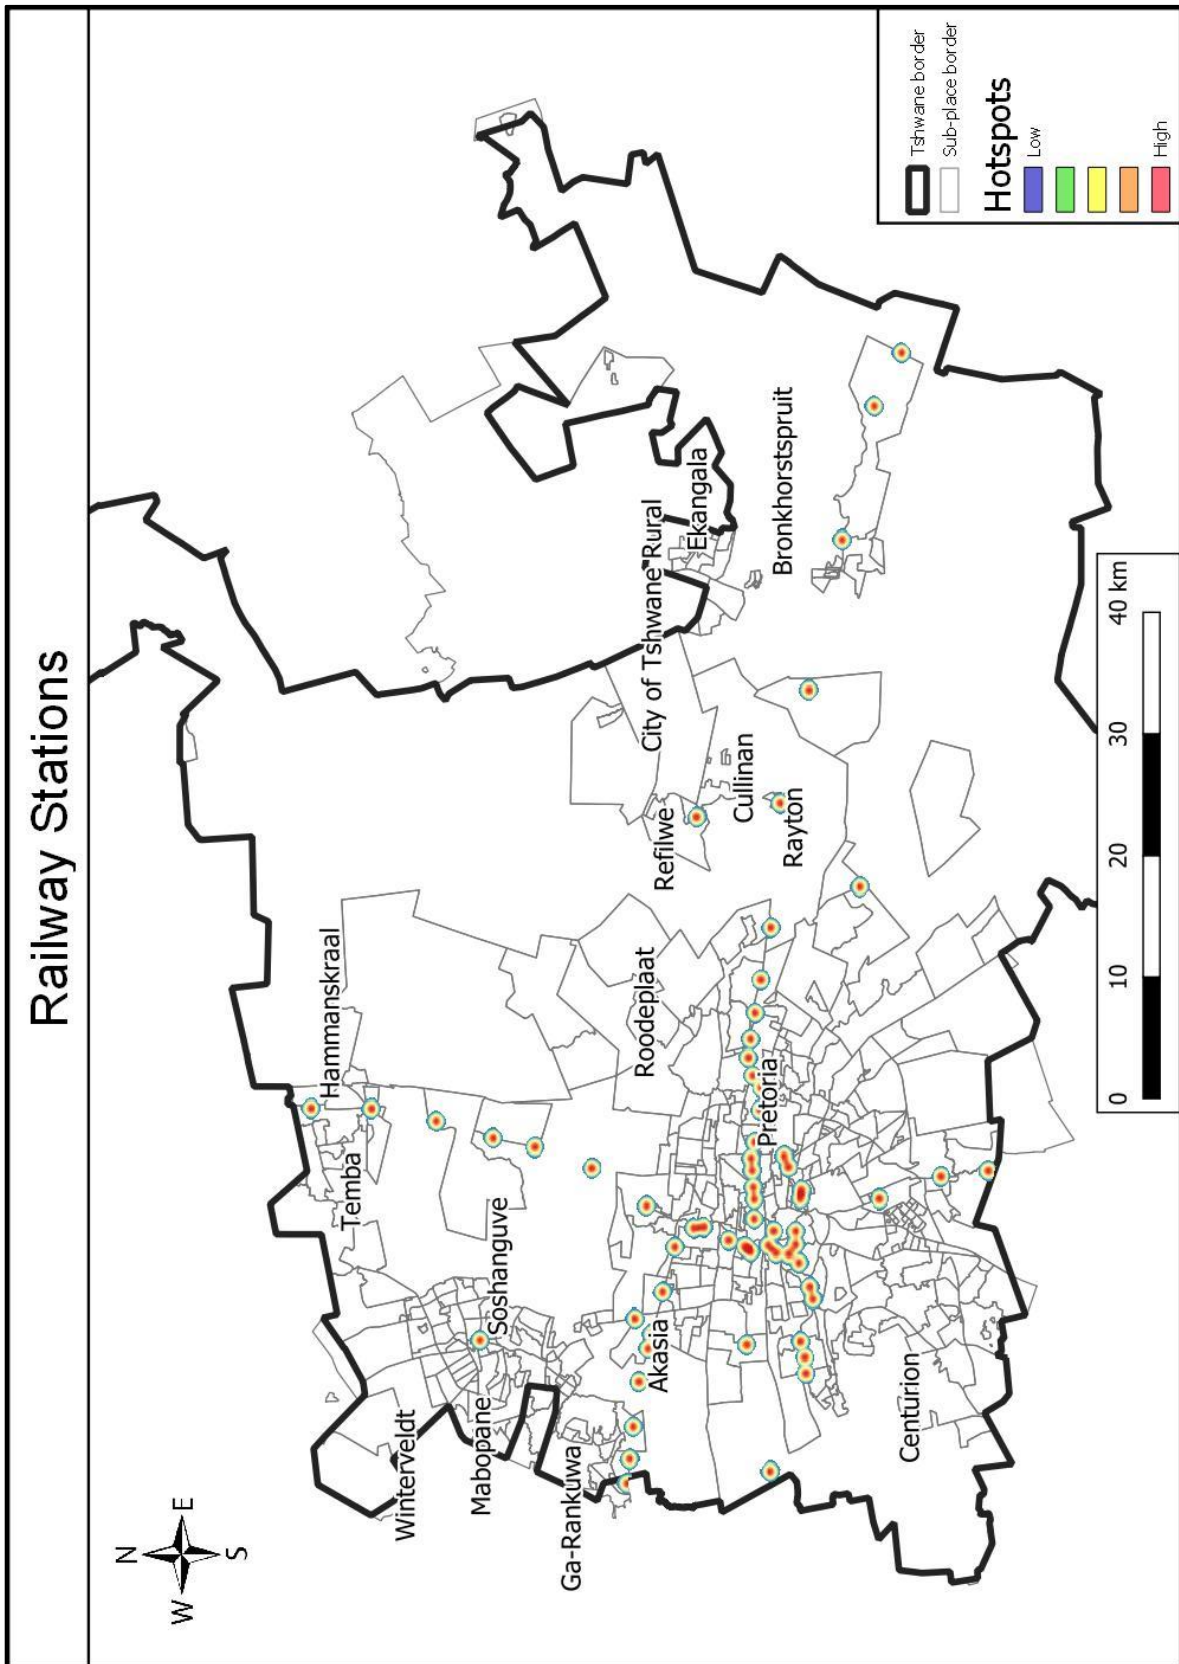 Railway Stations
N
W
E
S
Hammanskraal
Temba
Winterveldt
Soshanguve
Mabopane
Ga-Rankuwa
Akasia
Roodeplaat
Refilwe
City of Tshwane Rural
Ekangala
Cullinan
Rayton
Bronkhorstspruit
Pretoria
Centurion
0 10 20 30 40 km
Tshwane border
Sub-place border
Hotspots
Low
High